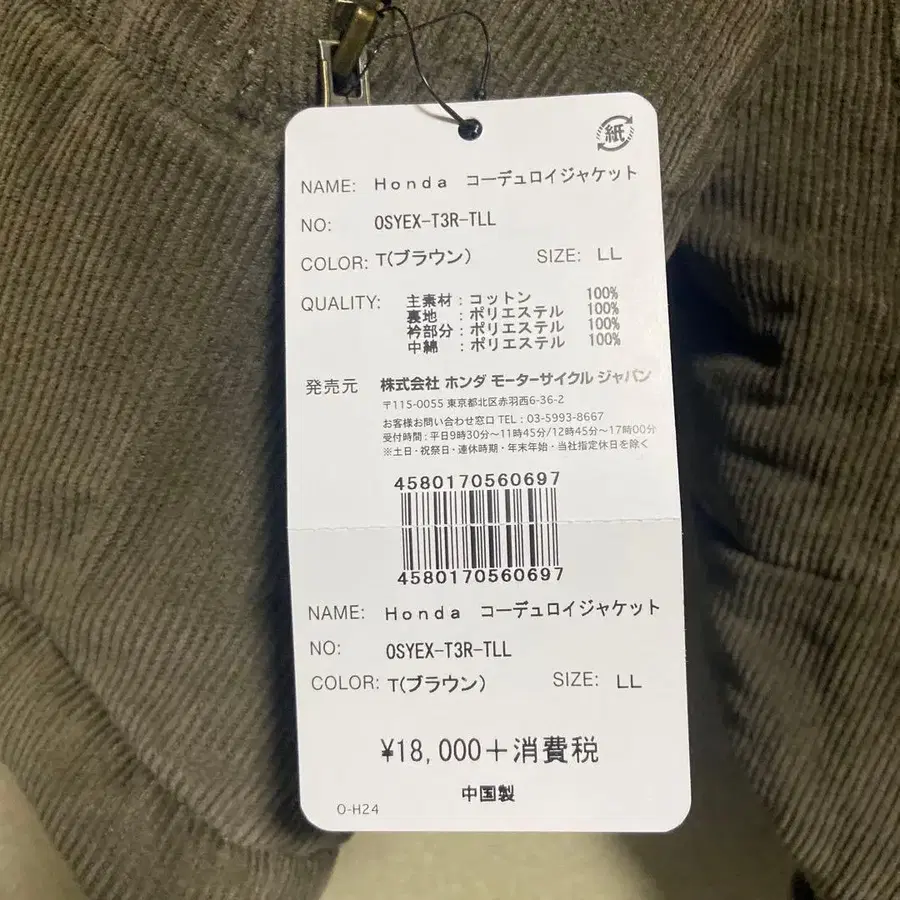 紙
NAME: Honda コーデュロイジャケット
NO: 0SYEX-T3R-TLL
COLOR: T(ブラウン) SIZE: LL
QUALITY: 主素材：コットン 100%
裏地 ：ポリエステル 100%
衿部分：ポリエステル 100%
中綿 ：ポリエステル 100%
発売元 株式会社 ホンダ モーターサイクル ジャパン
〒115-0055 東京都北区赤羽西6-36-2
お客様お問い合わせ窓口 TEL：03-5993-8667
受付時間：平日9時30分～11時45分/12時45分～17時00分
※土日・祝祭日・連休時期・年末年始・当社指定休日を除く
4580170560697
4580170560697
NAME: Honda コーデュロイジャケット
NO: 0SYEX-T3R-TLL
COLOR: T(ブラウン) SIZE: LL
¥18,000＋消費税
中国製
O-H24